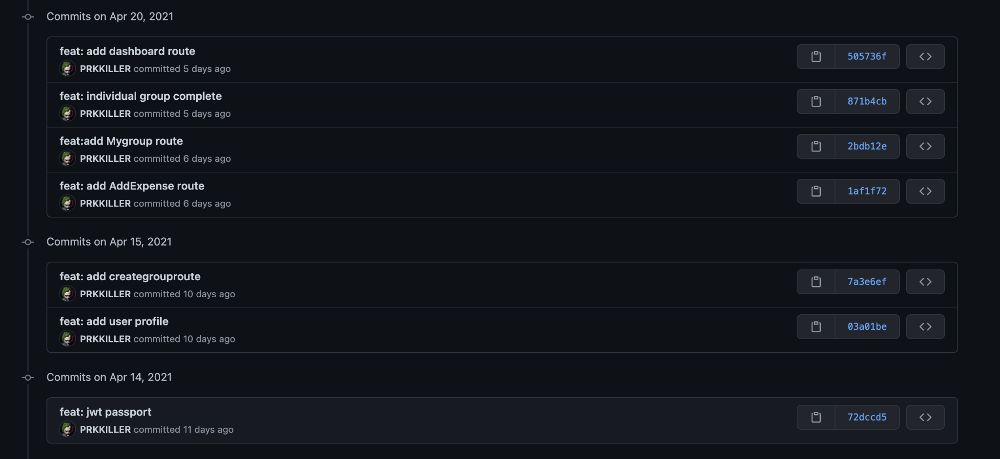 Commits on Apr 20, 2021
feat: add dashboard route
505736f
PRKKILLER committed 5 days ago
feat: individual group complete
871b4cb
PRKKILLER committed 5 days ago
feat:add Mygroup route
2bdb12e
PRKKILLER committed 6 days ago
feat: add AddExpense route
1af1f72
PRKKILLER committed 6 days ago
Commits on Apr 15, 2021
feat: add creategrouproute
7a3e6ef
PRKKILLER committed 10 days ago
feat: add user profile
03a01be
PRKKILLER committed 10 days ago
Commits on Apr 14, 2021
feat: jwt passport
72dccd5
PRKKILLER committed 11 days ago